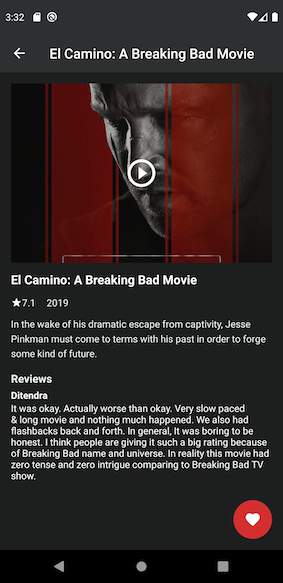 3:32
El Camino: A Breaking Bad Movie
El Camino: A Breaking Bad Movie
★7.1 2019
In the wake of his dramatic escape from captivity, Jesse
Pinkman must come to terms with his past in order to forge
some kind of future.
Reviews
Ditendra
It was okay. Actually worse than okay. Very slow paced
& long movie and nothing much happened. We also had
flashbacks back and forth. In general, It was boring to be
honest. I think people are giving it such a big rating because
of Breaking Bad name and universe. In reality this movie had
zero tense and zero intrigue comparing to Breaking Bad TV
show.